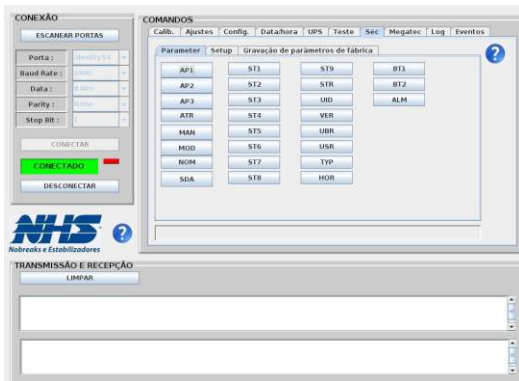 CONEXÃO
ESCANEAR PORTAS
Porta :
Baud Rate :
Data :
Parity :
Stop Bit :
CONECTAR
CONECTADO
DESCONECTAR
NHS
Nobreaks e Estabilizadores
COMANDOS
Calib. Ajustes Config. Data/hora UPS Teste Sec Megatec Log Eventos
Parameter Setup Gravação de parâmetros de fábrica
AP1 ST1 ST9 BT1
AP2 ST2 STR BT2
AP3 ST3 UID ALM
ATR ST4 VER
MAN ST5 UBR
MOD ST6 USR
NOM ST7 TYP
SDA ST8 HOR
TRANSMISSÃO E RECEPÇÃO
LIMPAR